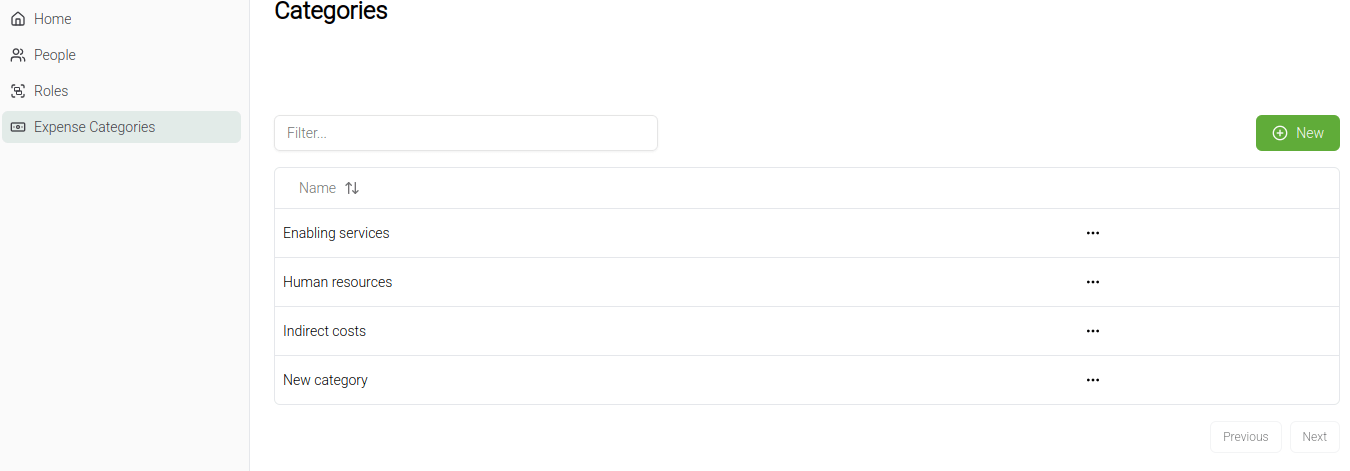 Home
People
Roles
Expense Categories
Categories
Filter...
New
Name
Enabling services
Human resources
Indirect costs
New category
Previous
Next